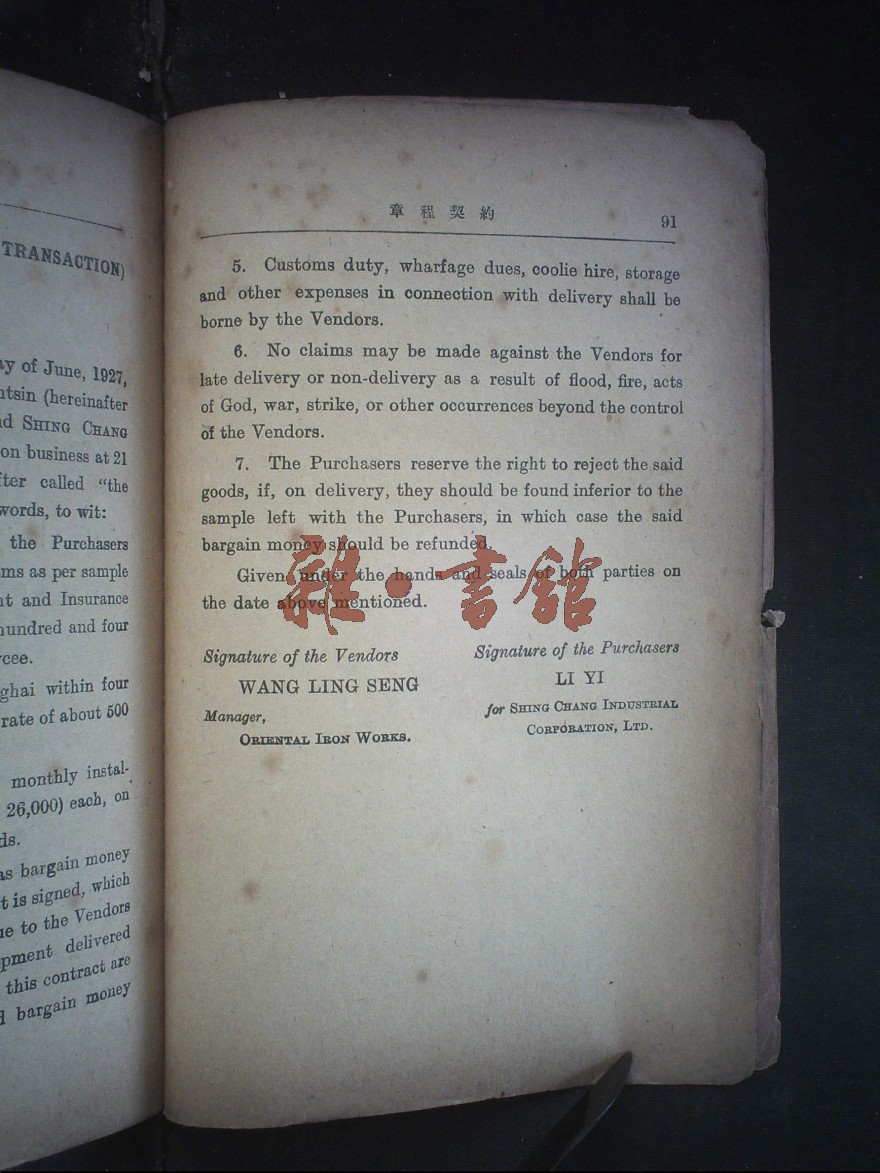 TRANSACTION)
of June, 1927,
(hereinafter
SHING CHANG
on business at 21
called “the
words, to wit:
the Purchasers
as per sample
and Insurance
hundred and four
within four
rate of about 500
monthly instal-
26,000) each, on
as bargain money
is signed, which
to the Vendors
delivered
this contract are
bargain money
章程契約
91
5. Customs duty, wharfage dues, coolie hire, storage
and other expenses in connection with delivery shall be
borne by the Vendors.
6. No claims may be made against the Vendors for
late delivery or non-delivery as a result of flood, fire, acts
of God, war, strike, or other occurrences beyond the control
of the Vendors.
7. The Purchasers reserve the right to reject the said
goods, if, on delivery, they should be found inferior to the
sample left with the Purchasers, in which case the said
bargain money should be refunded.
Given under the hands and seals of both parties on
the date above mentioned.
Signature of the Vendors
WANG LING SENG
Manager,
ORIENTAL IRON WORKS.
Signature of the Purchasers
LI YI
for SHING CHANG INDUSTRIAL
CORPORATION, LTD.
雜·書館